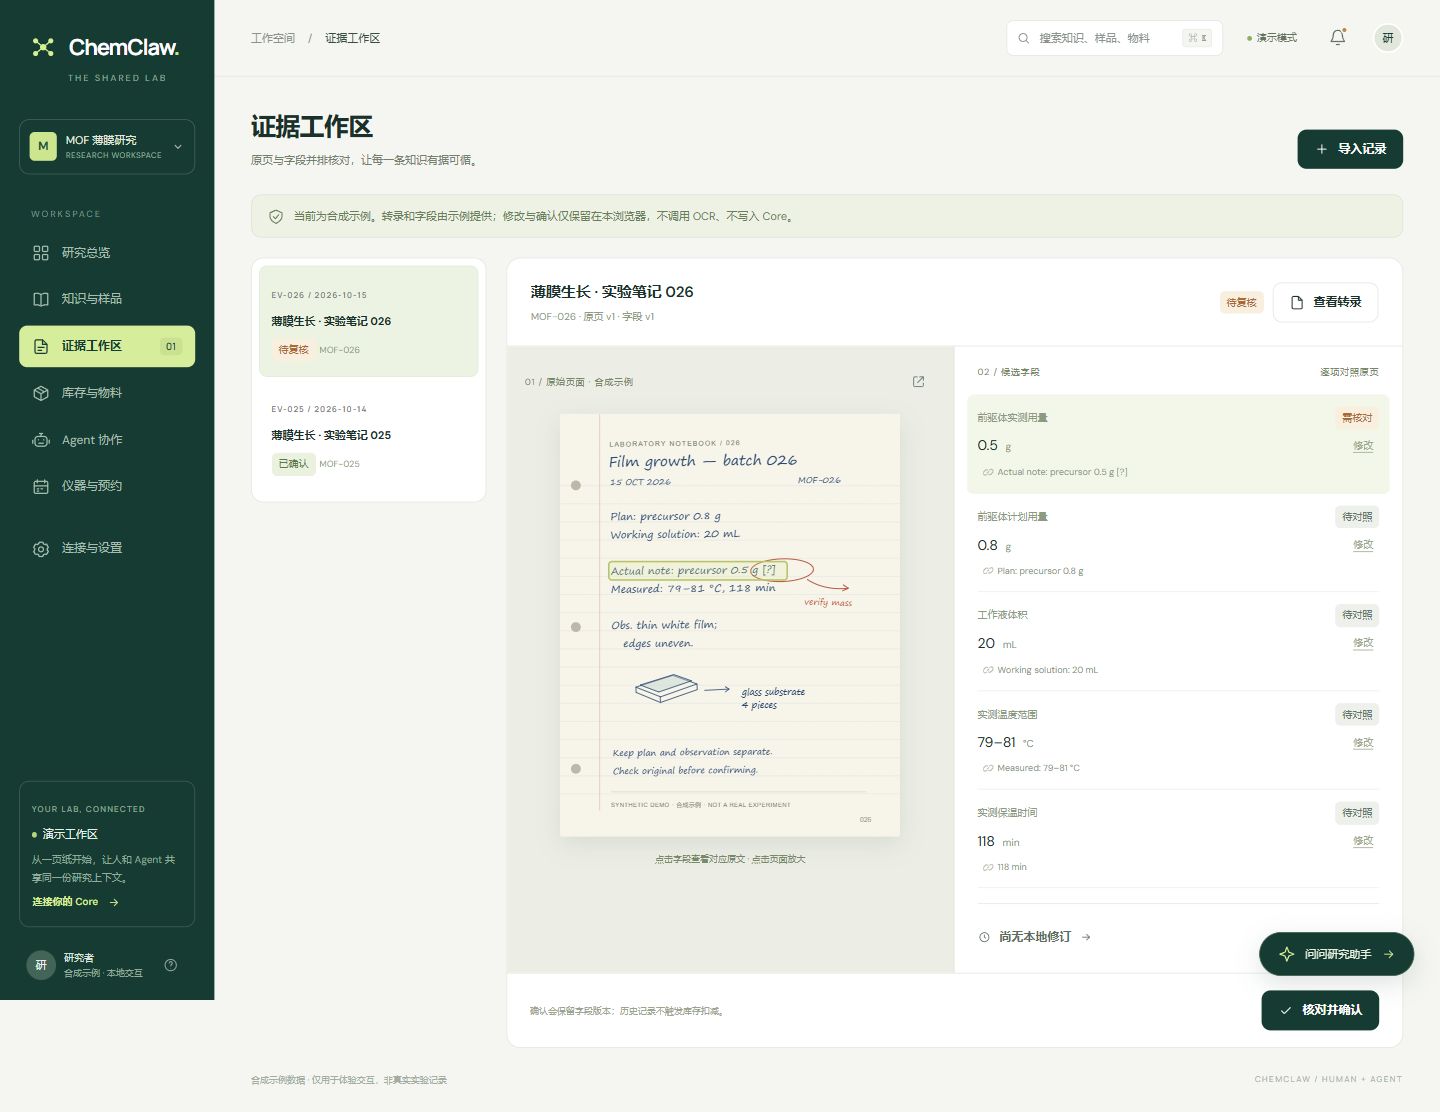 ChemClaw.
THE SHARED LAB
M
MOF 薄膜研究
RESEARCH WORKSPACE
WORKSPACE
研究总览
知识与样品
证据工作区 01
库存与物料
Agent 协作
仪器与预约
连接与设置
YOUR LAB, CONNECTED
演示工作区
从一页纸开始，让人和 Agent 共
享同一份研究上下文。
连接你的 Core →
研
研究者
合成示例 · 本地交互
工作空间 / 证据工作区
搜索知识、样品、物料 ⌘ K
演示模式
研
证据工作区
原页与字段并排核对，让每一条知识有据可循。
+ 导入记录
当前为合成示例。转录和字段由示例提供；修改与确认仅保留在本浏览器，不调用 OCR、不写入 Core。
EV-026 / 2026-10-15
薄膜生长 · 实验笔记 026
待复核 MOF-026
EV-025 / 2026-10-14
薄膜生长 · 实验笔记 025
已确认 MOF-025
薄膜生长 · 实验笔记 026
MOF-026 · 原页 v1 · 字段 v1
待复核
查看转录
01 / 原始页面 · 合成示例
LABORATORY NOTEBOOK / 026
Film growth — batch 026
15 OCT 2026 MOF-026
Plan: precursor 0.8 g
Working solution: 20 mL
Actual note: precursor 0.5 g [?]
Measured: 79–81 °C, 118 min
verify mass
Obs. thin white film;
edges uneven.
glass substrate
4 pieces
Keep plan and observation separate.
Check original before confirming.
SYNTHETIC DEMO · 合成示例 · NOT A REAL EXPERIMENT
026
点击字段查看对应原文 · 点击页面放大
02 / 候选字段 逐项对照原页
前驱体实测用量 需核对
0.5 g 修改
Actual note: precursor 0.5 g [?]
前驱体计划用量 待对照
0.8 g 修改
Plan: precursor 0.8 g
工作液体积 待对照
20 mL 修改
Working solution: 20 mL
实测温度范围 待对照
79–81 °C 修改
Measured: 79–81 °C
实测保温时间 待对照
118 min 修改
118 min
尚无本地修订 →
问问研究助手 →
确认会保留字段版本；历史记录不触发库存扣减。
核对并确认
合成示例数据 · 仅用于体验交互，非真实实验记录
CHEMCLAW / HUMAN + AGENT